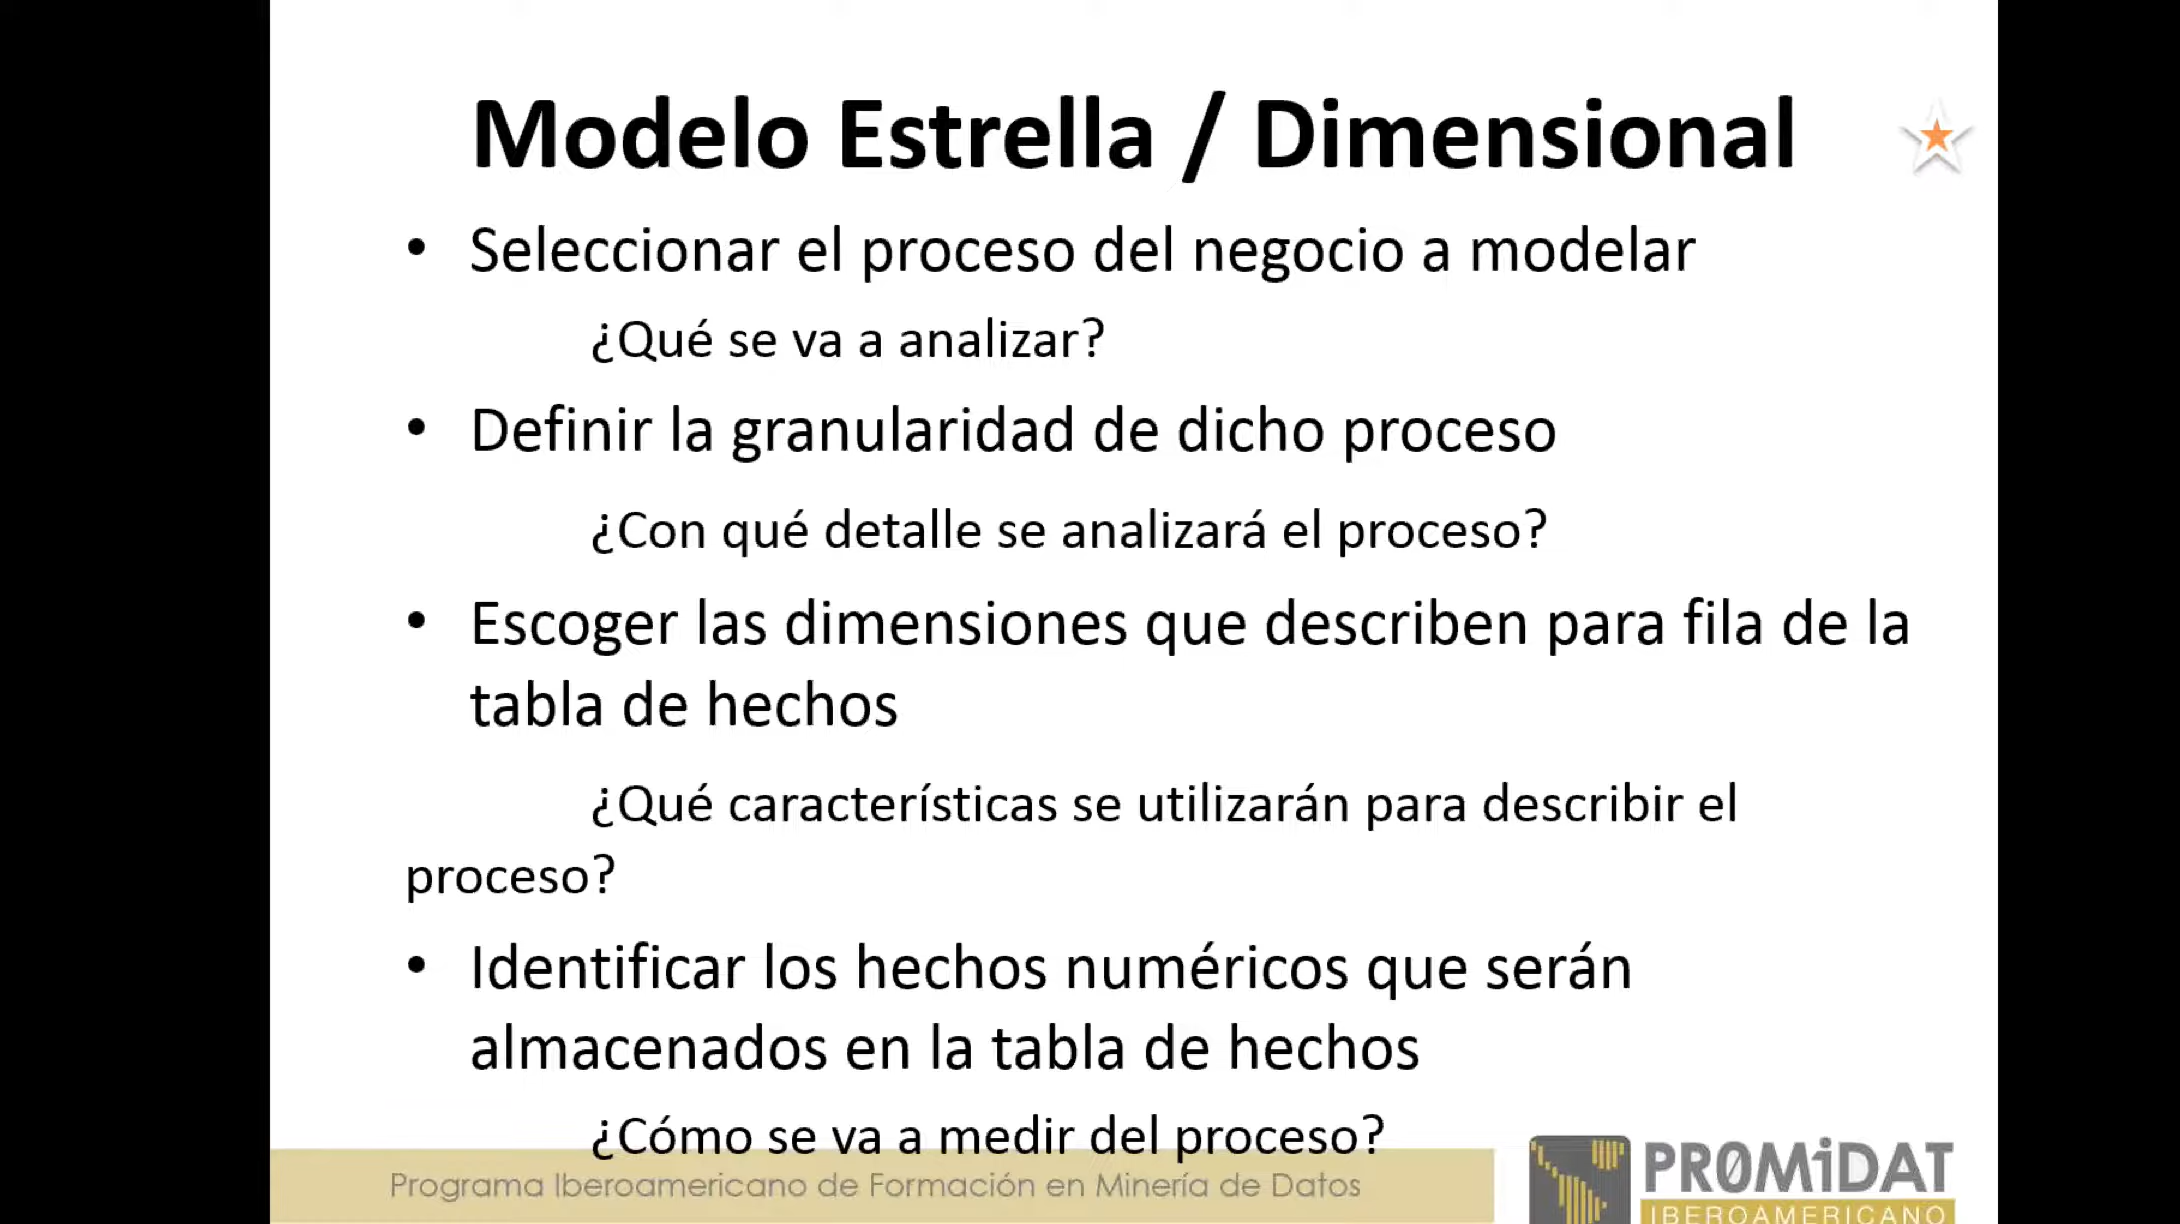 Modelo Estrella / Dimensional
• Seleccionar el proceso del negocio a modelar
¿Qué se va a analizar?
• Definir la granularidad de dicho proceso
¿Con qué detalle se analizará el proceso?
• Escoger las dimensiones que describen para fila de la
tabla de hechos
¿Qué características se utilizarán para describir el
proceso?
• Identificar los hechos numéricos que serán
almacenados en la tabla de hechos
¿Cómo se va a medir del proceso?
Programa Iberoamericano de Formación en Minería de Datos
PR0MiDAT
IBEROAMERICANO